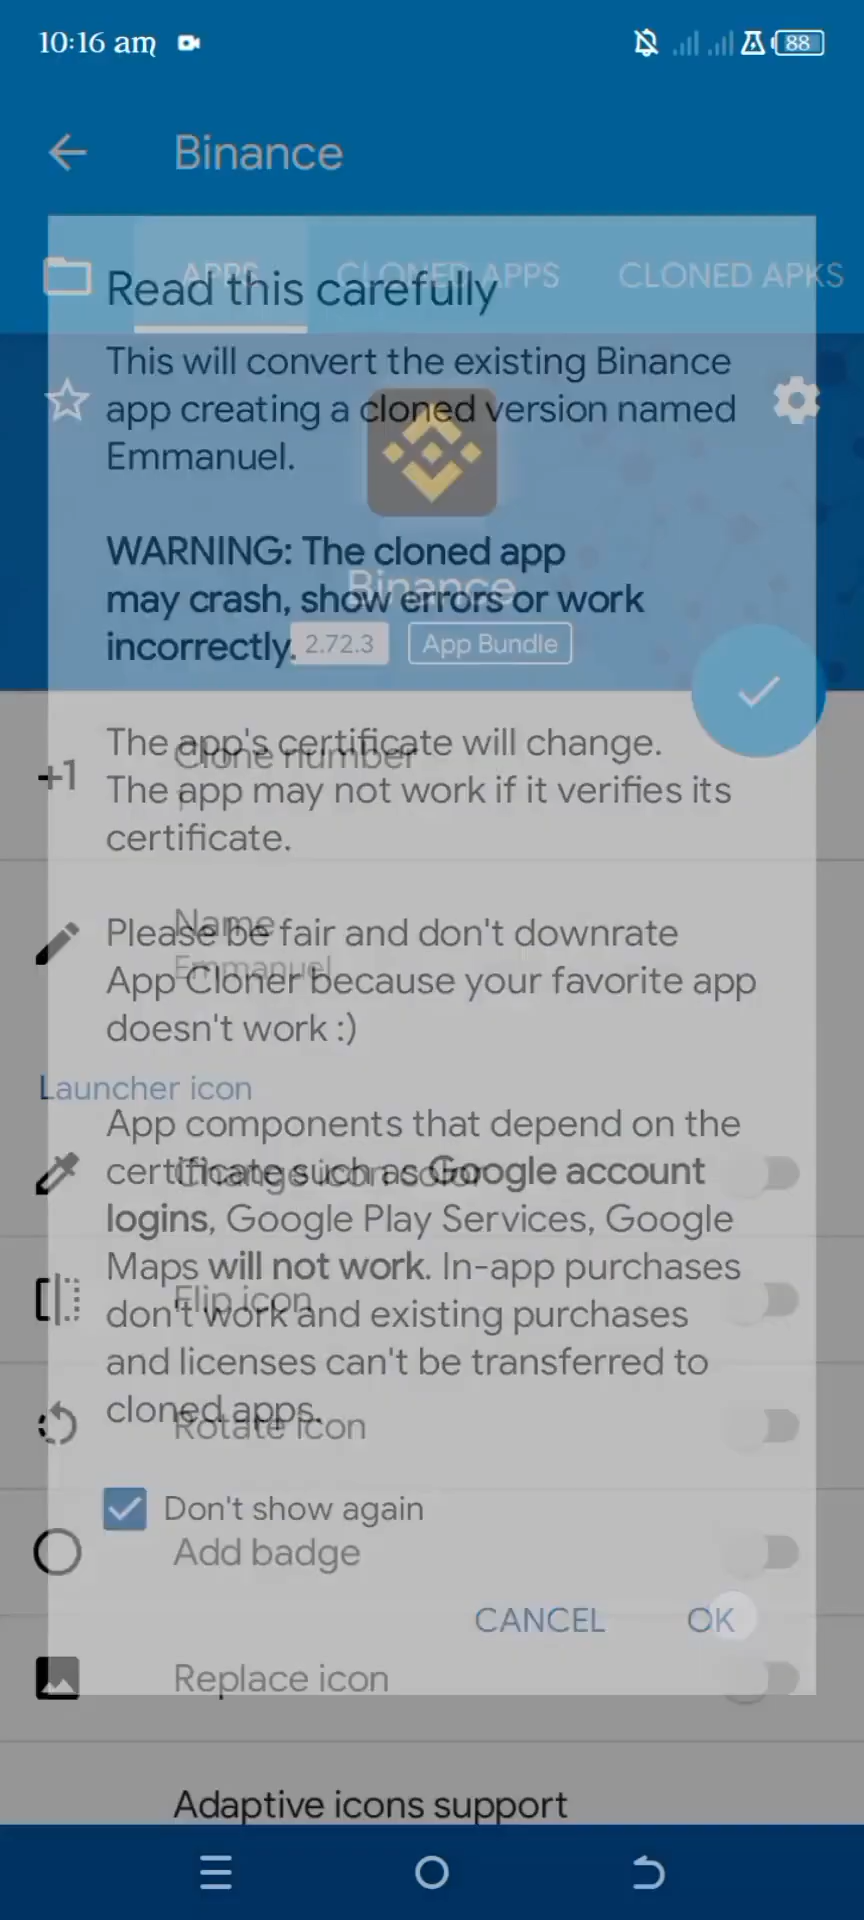 10:16 am
88
Binance
APPS
CLONED APPS
CLONED APKS
Read this carefully
This will convert the existing Binance
app creating a cloned version named
Emmanuel.
WARNING: The cloned app
may crash, show errors or work
incorrectly.
Binance
2.72.3
App Bundle
The app's certificate will change.
The app may not work if it verifies its
certificate.
+1
Clone number
Name
Emmanuel
Please be fair and don't downrate
App Cloner because your favorite app
doesn't work :)
Launcher icon
App components that depend on the
certificate such as Google account
logins, Google Play Services, Google
Maps will not work. In-app purchases
don't work and existing purchases
and licenses can't be transferred to
cloned apps.
Change icon color
Flip icon
Rotate icon
Don't show again
Add badge
CANCEL
OK
Replace icon
Adaptive icons support